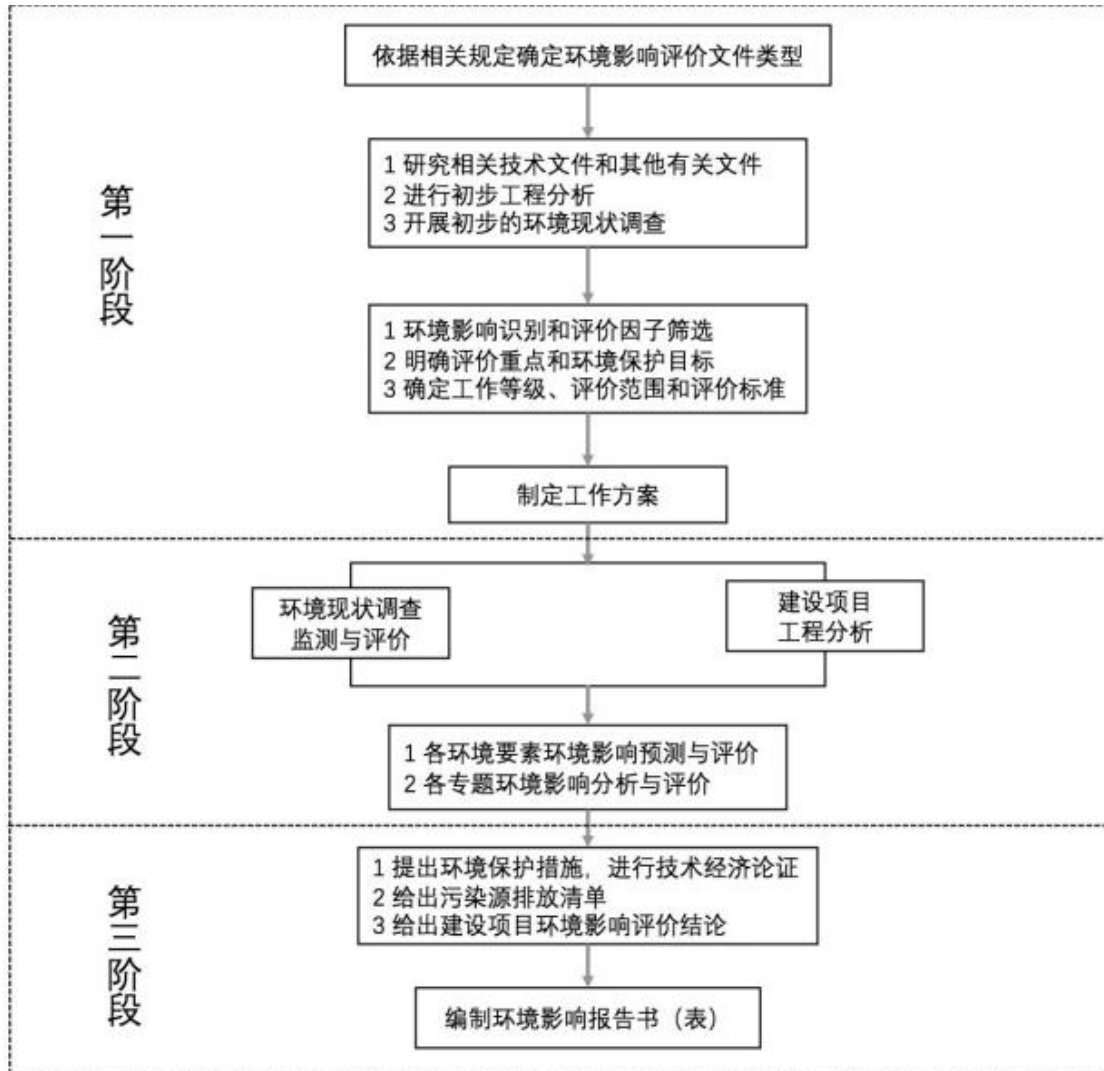 依据相关规定确定环境影响评价文件类型
1 研究相关技术文件和其他有关文件
2 进行初步工程分析
3 开展初步的环境现状调查
第一阶段
1 环境影响识别和评价因子筛选
2 明确评价重点和环境保护目标
3 确定工作等级、评价范围和评价标准
制定工作方案
第二阶段
环境现状调查
监测与评价
建设项目
工程分析
1 各环境要素环境影响预测与评价
2 各专题环境影响分析与评价
第三阶段
1 提出环境保护措施，进行技术经济论证
2 给出污染源排放清单
3 给出建设项目环境影响评价结论
编制环境影响报告书（表）